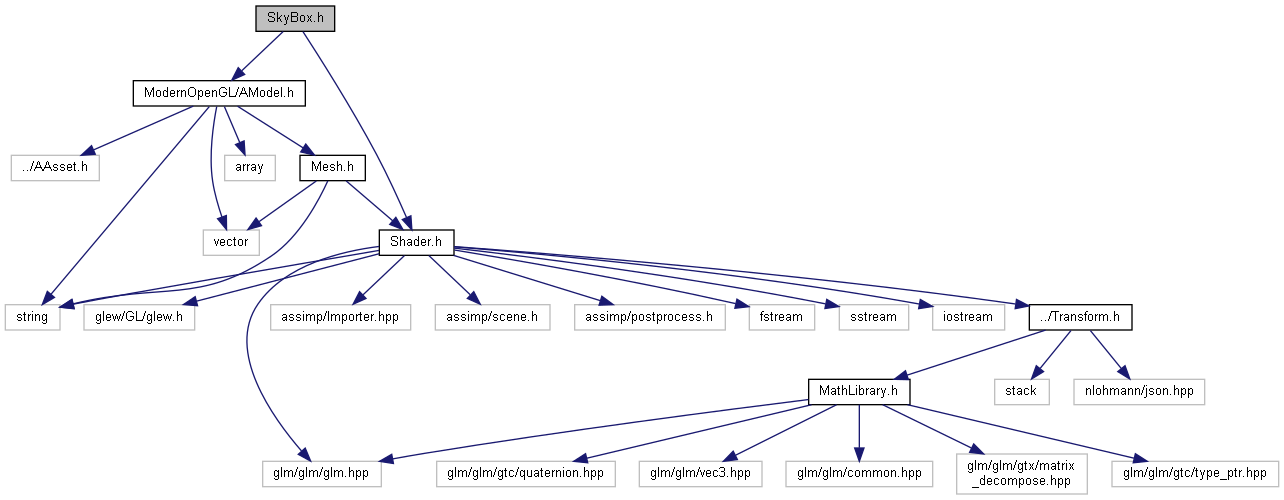 SkyBox.h
ModernOpenGL/AModel.h
../AAsset.h
array
Mesh.h
vector
Shader.h
string
glew/GL/glew.h
assimp/Importer.hpp
assimp/scene.h
assimp/postprocess.h
fstream
sstream
iostream
../Transform.h
MathLibrary.h
stack
nlohmann/json.hpp
glm/glm/glm.hpp
glm/glm/gtc/quaternion.hpp
glm/glm/vec3.hpp
glm/glm/common.hpp
glm/glm/gtx/matrix
_decompose.hpp
glm/glm/gtc/type_ptr.hpp